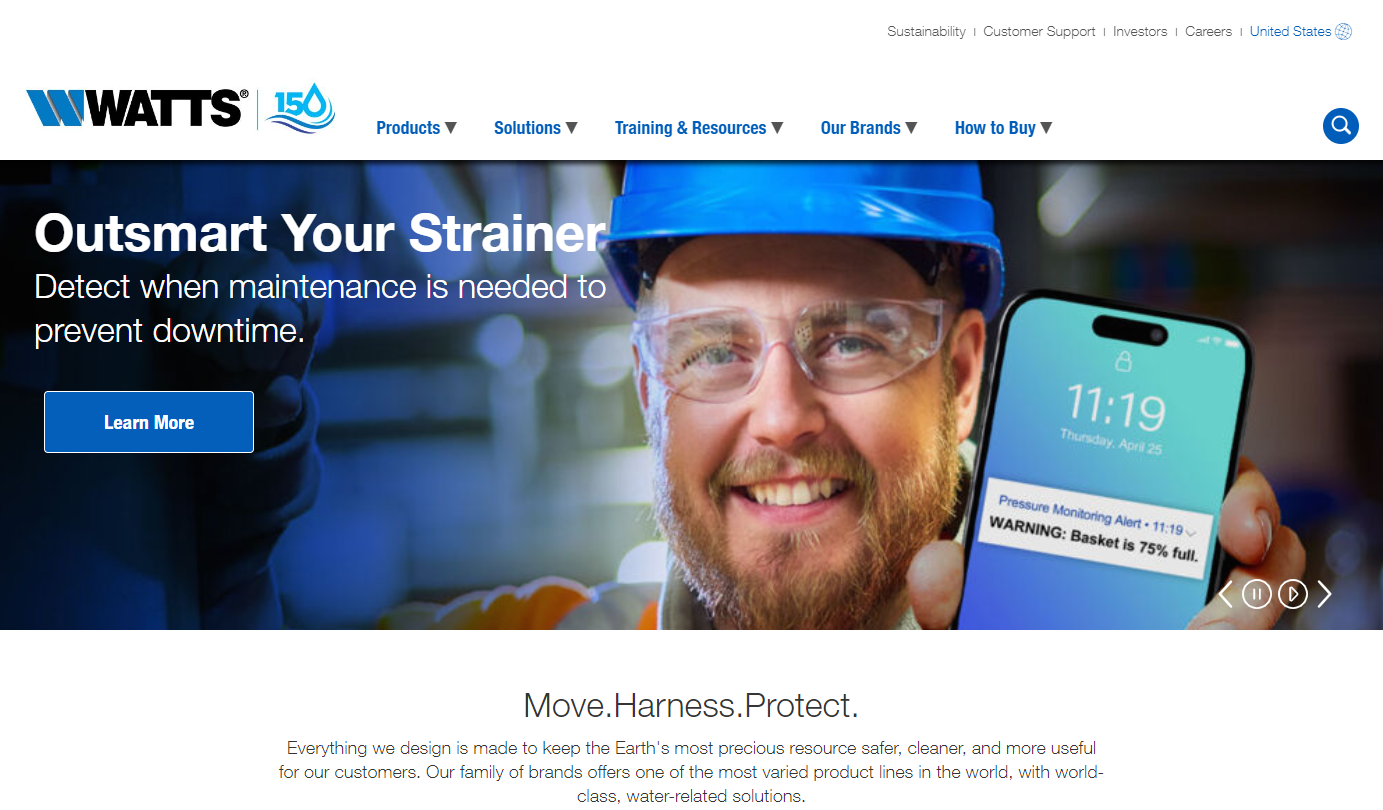 Sustainability | Customer Support | Investors | Careers | United States
WATTS® | 150
Products ▼ Solutions ▼ Training & Resources ▼ Our Brands ▼ How to Buy ▼
Outsmart Your Strainer
Detect when maintenance is needed to
prevent downtime.
Learn More
11:19
Thursday, April 25
Pressure Monitoring Alert • 11:19
WARNING: Basket is 75% full.
Move.Harness.Protect.
Everything we design is made to keep the Earth's most precious resource safer, cleaner, and more useful
for our customers. Our family of brands offers one of the most varied product lines in the world, with world-
class, water-related solutions.